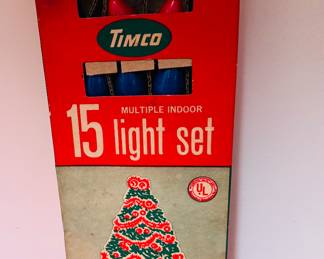 TIMCO
MULTIPLE INDOOR
15 light set
UL